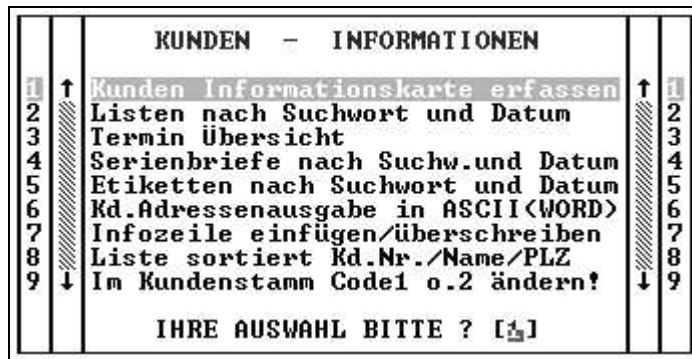 KUNDEN - INFORMATIONEN
1 ↑ Kunden Informationskarte erfassen ↑ 1
2 Listen nach Suchwort und Datum 2
3 Termin Übersicht 3
4 Serienbriefe nach Suchw.und Datum 4
5 Etiketten nach Suchwort und Datum 5
6 Kd.Adressenausgabe in ASCII(WORD) 6
7 Infozeile einfügen/überschreiben 7
8 Liste sortiert Kd.Nr./Name/PLZ 8
9 ↓ Im Kundenstamm Code1 o.2 ändern! ↓ 9
IHRE AUSWAHL BITTE ? [1]